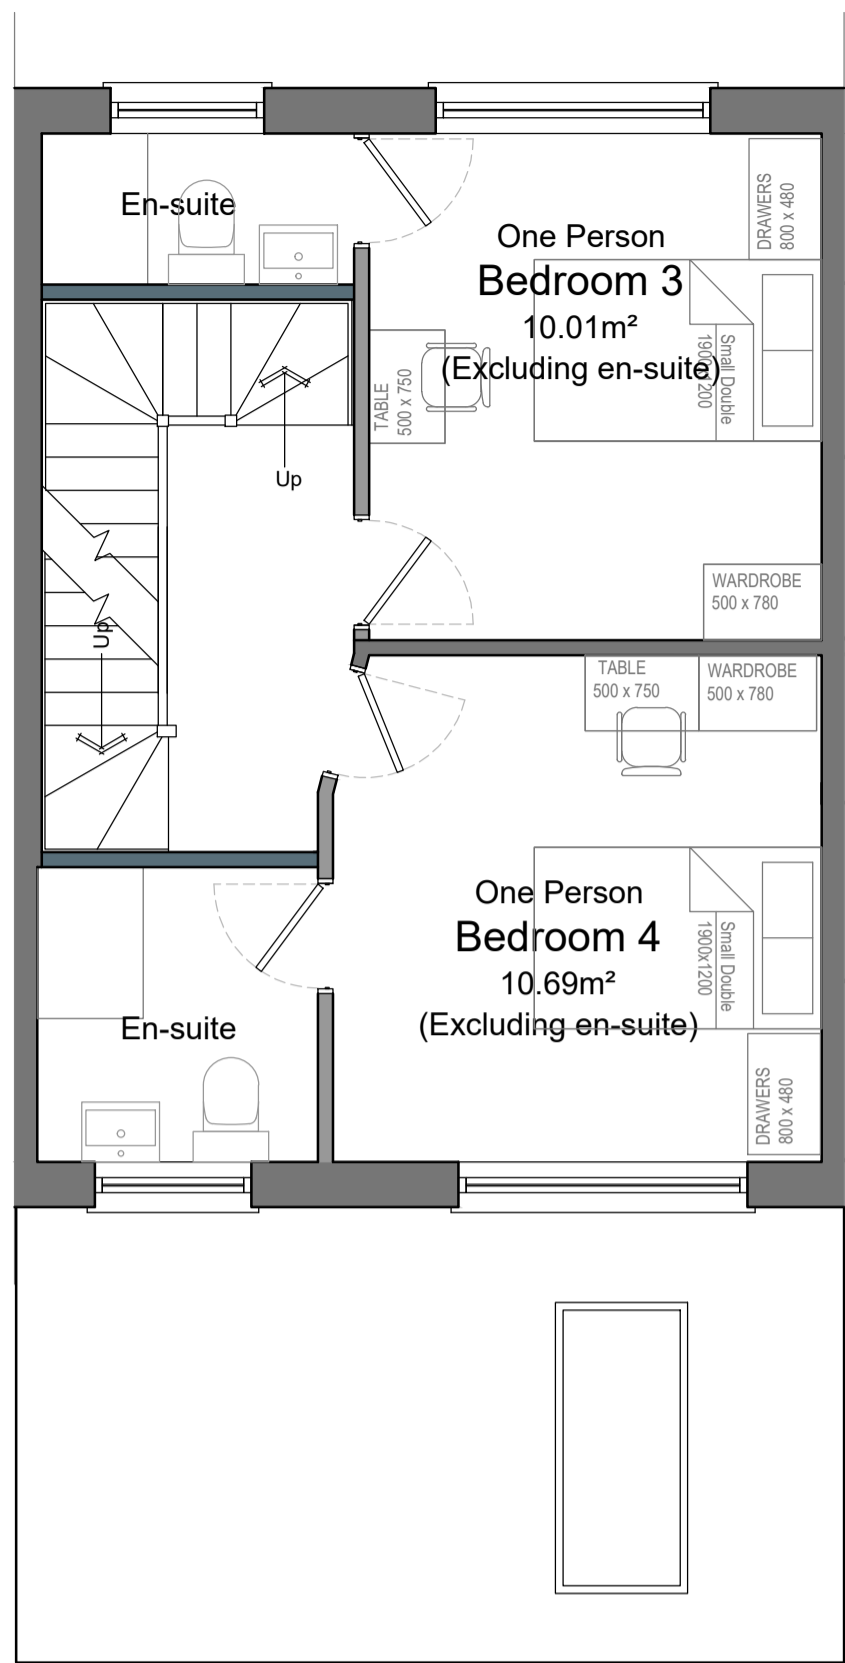 En-suite
One Person
Bedroom 3
10.01m²
(Excluding en-suite)
DRAWERS
800 x 480
Small Double
1900x1200
TABLE
500 x 750
Up
WARDROBE
500 x 780
Up
TABLE
500 x 750
WARDROBE
500 x 780
One Person
Bedroom 4
10.69m²
(Excluding en-suite)
Small Double
1900x1200
En-suite
DRAWERS
800 x 480